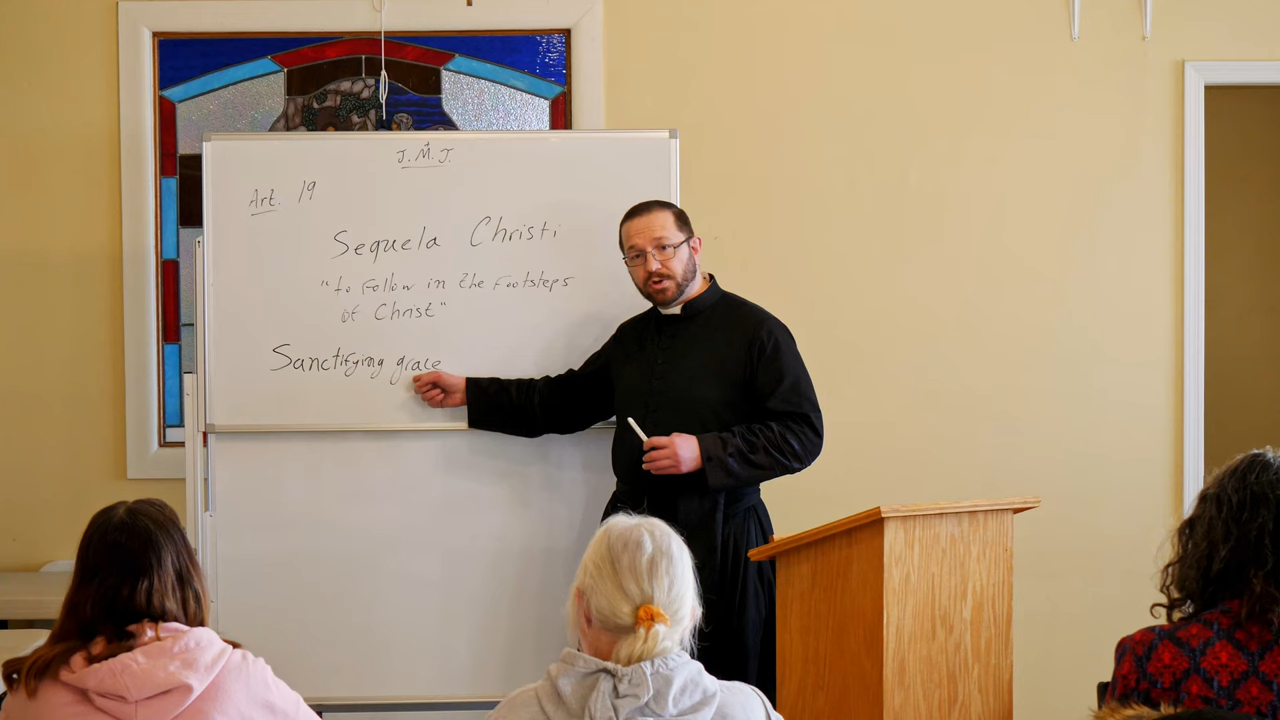 J.M.J.
Art. 19
Sequela Christi
"to follow in the footsteps
of Christ"
Sanctifying grace